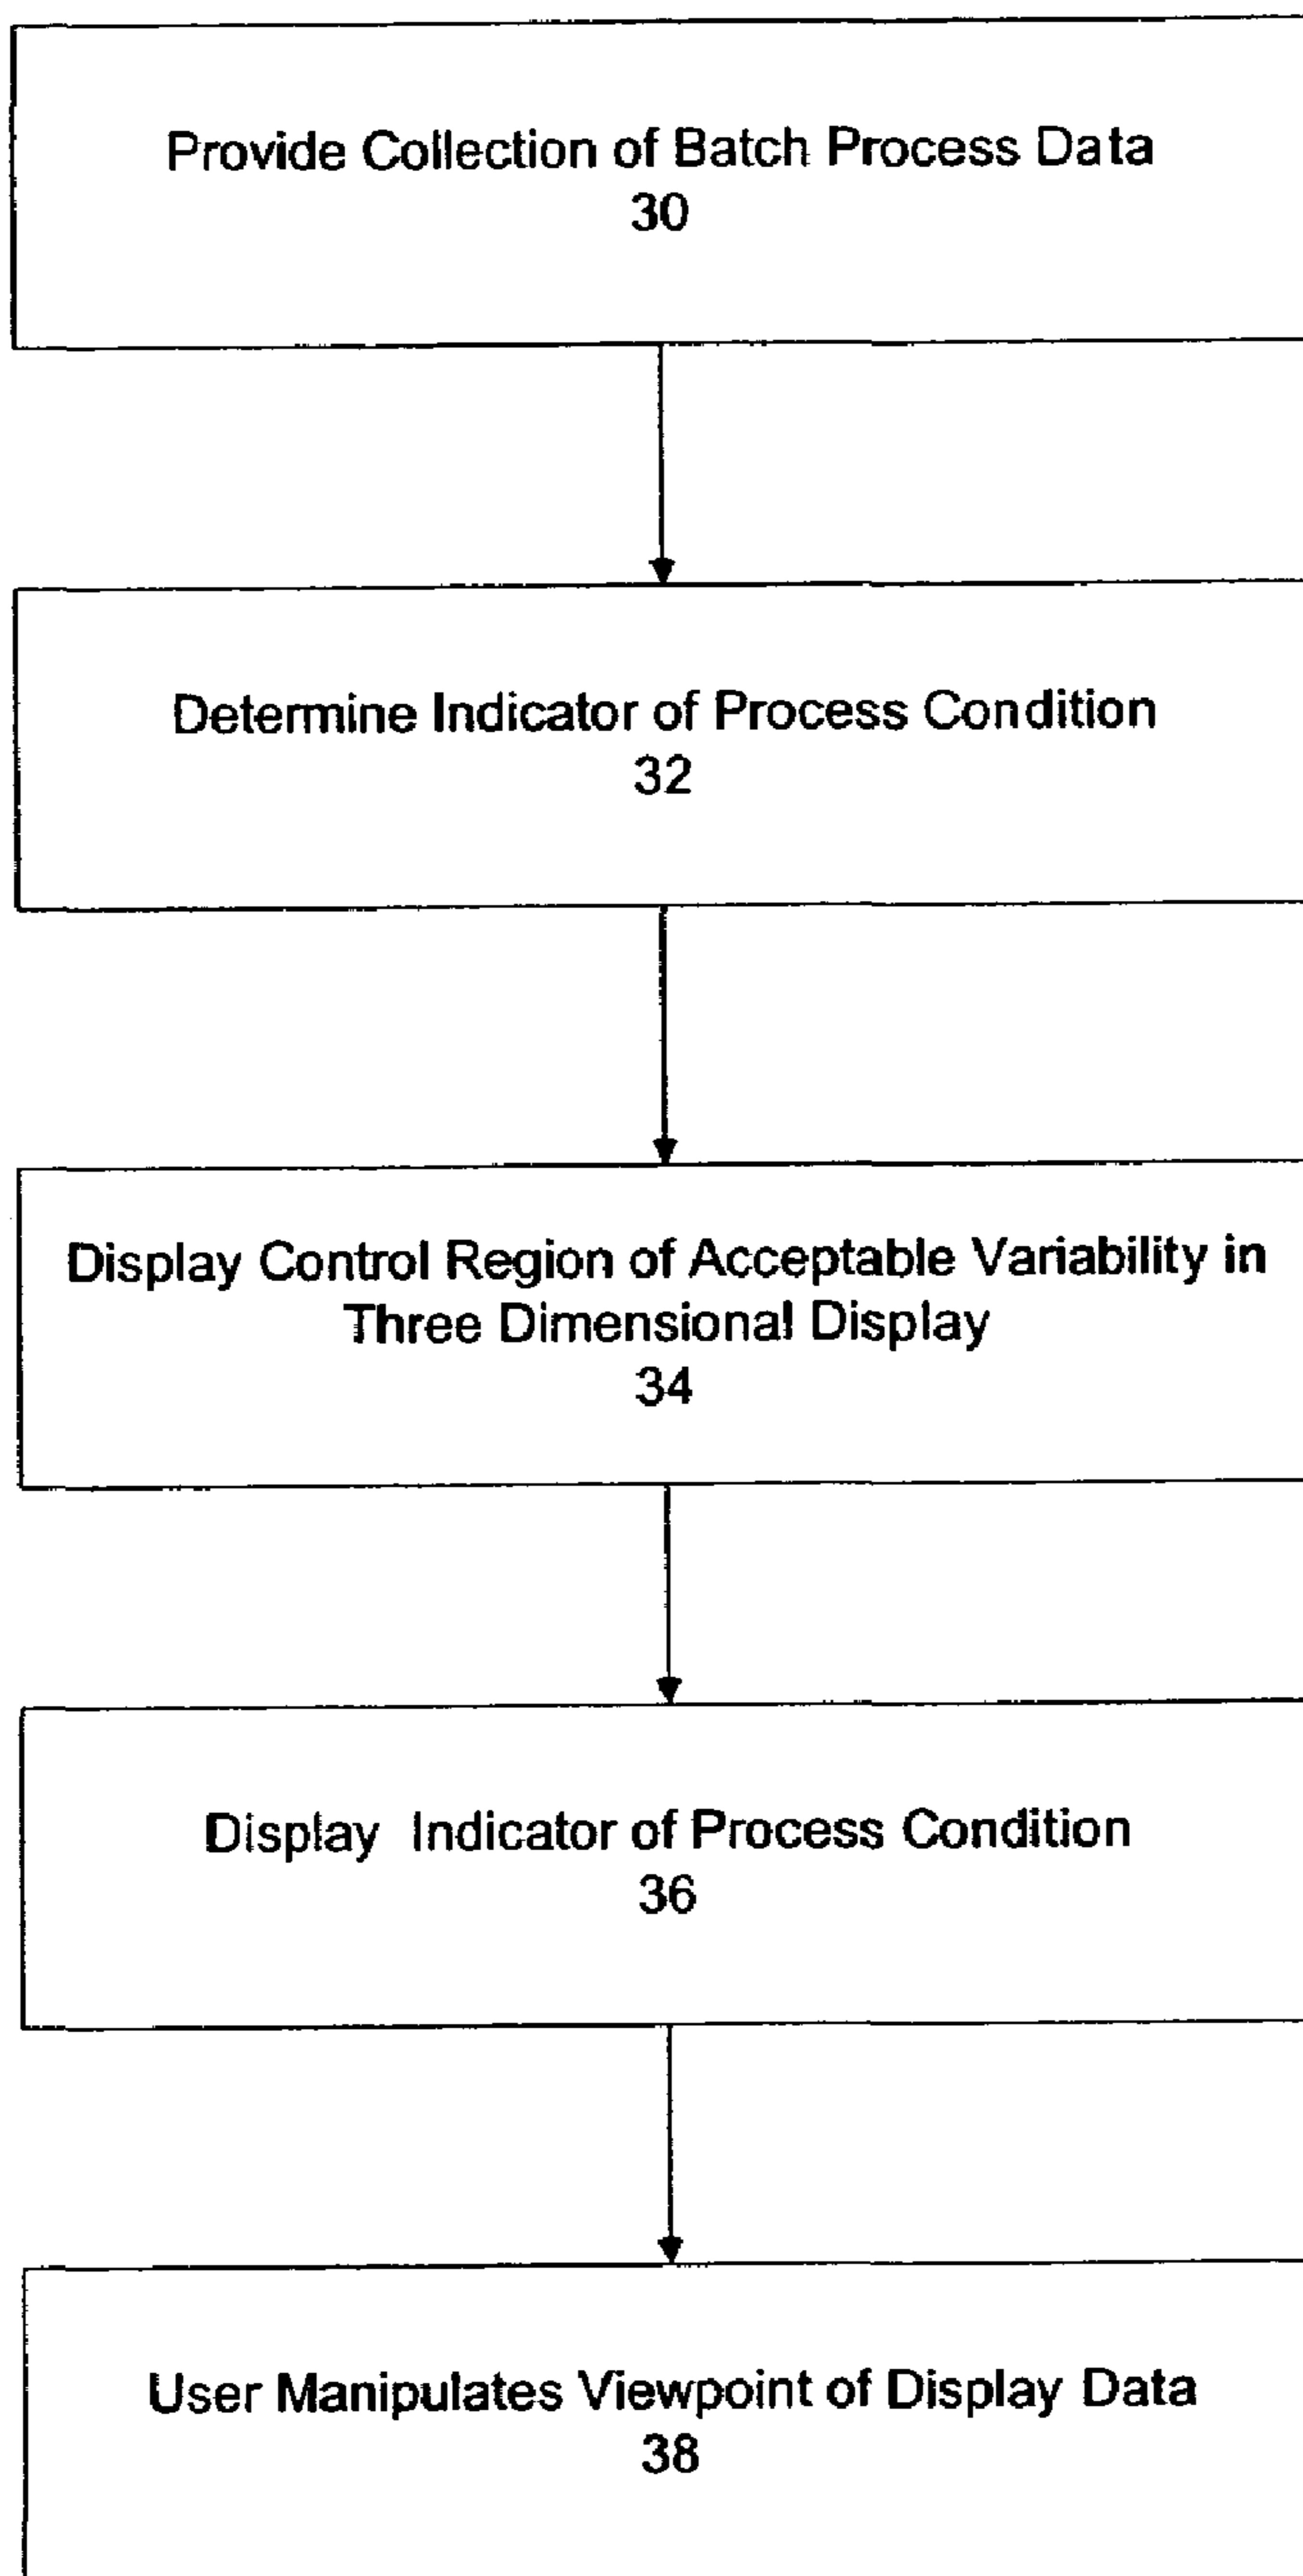 Provide Collection of Batch Process Data
30
Determine Indicator of Process Condition
32
Display Control Region of Acceptable Variability in
Three Dimensional Display
34
Display Indicator of Process Condition
36
User Manipulates Viewpoint of Display Data
38